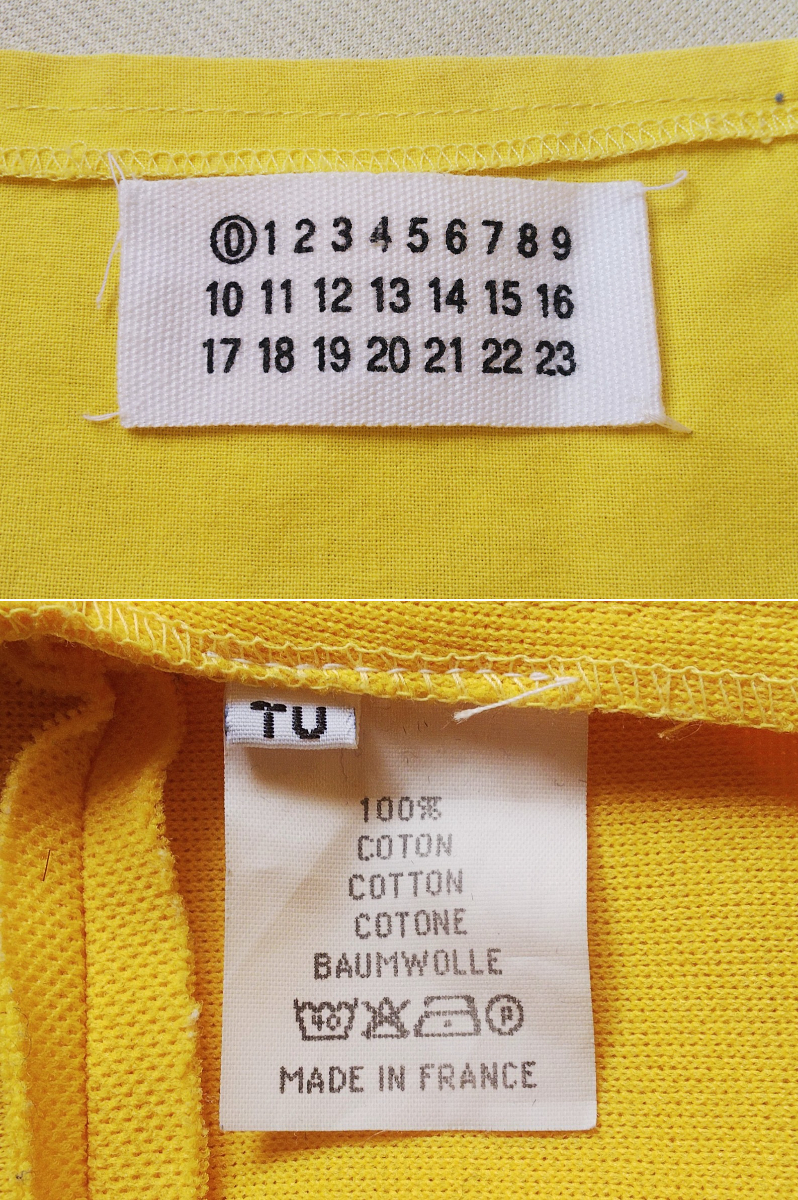 0 1 2 3 4 5 6 7 8 9
10 11 12 13 14 15 16
17 18 19 20 21 22 23
TU
100%
COTON
COTTON
COTONE
BAUMWOLLE
40 P
MADE IN FRANCE